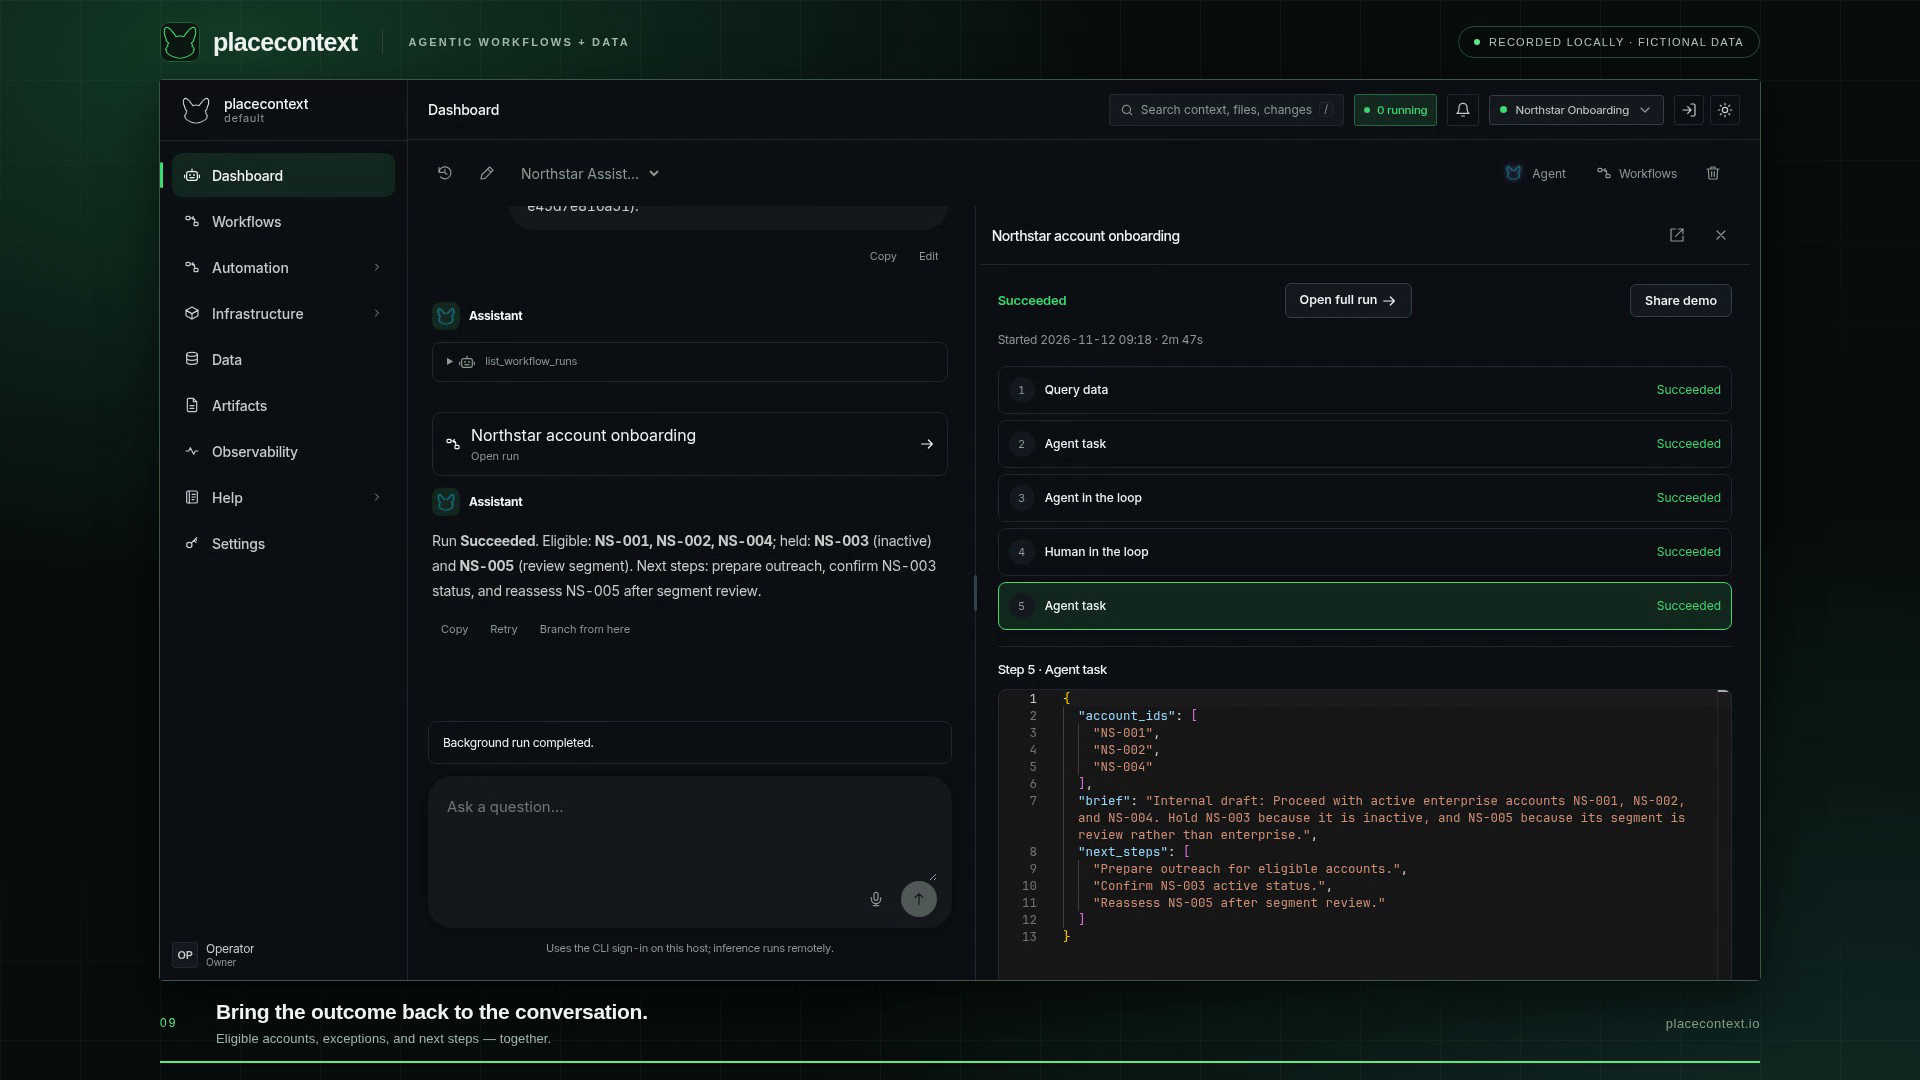 placecontext
AGENTIC WORKFLOWS + DATA
RECORDED LOCALLY · FICTIONAL DATA
placecontext
default
Dashboard
Search context, files, changes /
0 running
Northstar Onboarding
Dashboard
Workflows
Automation
Infrastructure
Data
Artifacts
Observability
Help
Settings
OP
Operator
Owner
Northstar Assist...
Agent
Workflows
Copy Edit
Assistant
list_workflow_runs
Northstar account onboarding
Open run
Assistant
Run Succeeded. Eligible: NS-001, NS-002, NS-004; held: NS-003 (inactive)
and NS-005 (review segment). Next steps: prepare outreach, confirm NS-003
status, and reassess NS-005 after segment review.
Copy Retry Branch from here
Background run completed.
Ask a question...
Uses the CLI sign-in on this host; inference runs remotely.
Northstar account onboarding
Succeeded
Open full run →
Share demo
Started 2026-11-12 09:18 · 2m 47s
1 Query data Succeeded
2 Agent task Succeeded
3 Agent in the loop Succeeded
4 Human in the loop Succeeded
5 Agent task Succeeded
Step 5 · Agent task
1 {
2 "account_ids": [
3 "NS-001",
4 "NS-002",
5 "NS-004"
6 ],
7 "brief": "Internal draft: Proceed with active enterprise accounts NS-001, NS-002,
and NS-004. Hold NS-003 because it is inactive, and NS-005 because its segment is
review rather than enterprise.",
8 "next_steps": [
9 "Prepare outreach for eligible accounts.",
10 "Confirm NS-003 active status.",
11 "Reassess NS-005 after segment review."
12 ]
13 }
09
Bring the outcome back to the conversation.
Eligible accounts, exceptions, and next steps — together.
placecontext.io